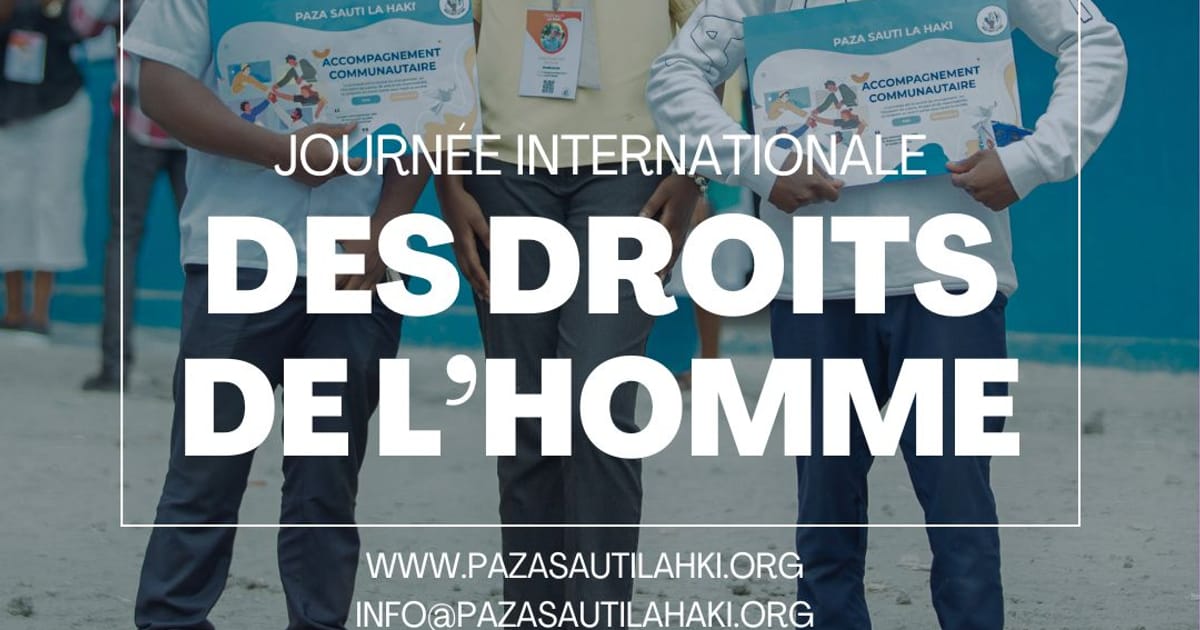 PAZA SAUTI LA HAKI
ACCOMPAGNEMENT
COMMUNAUTAIRE
PAZA SAUTI LA HAKI
ACCOMPAGNEMENT
COMMUNAUTAIRE
JOURNÉE INTERNATIONALE
DES DROITS
DE L’HOMME
WWW.PAZASAUTILAHKI.ORG
INFO@PAZASAUTILAHAKI.ORG